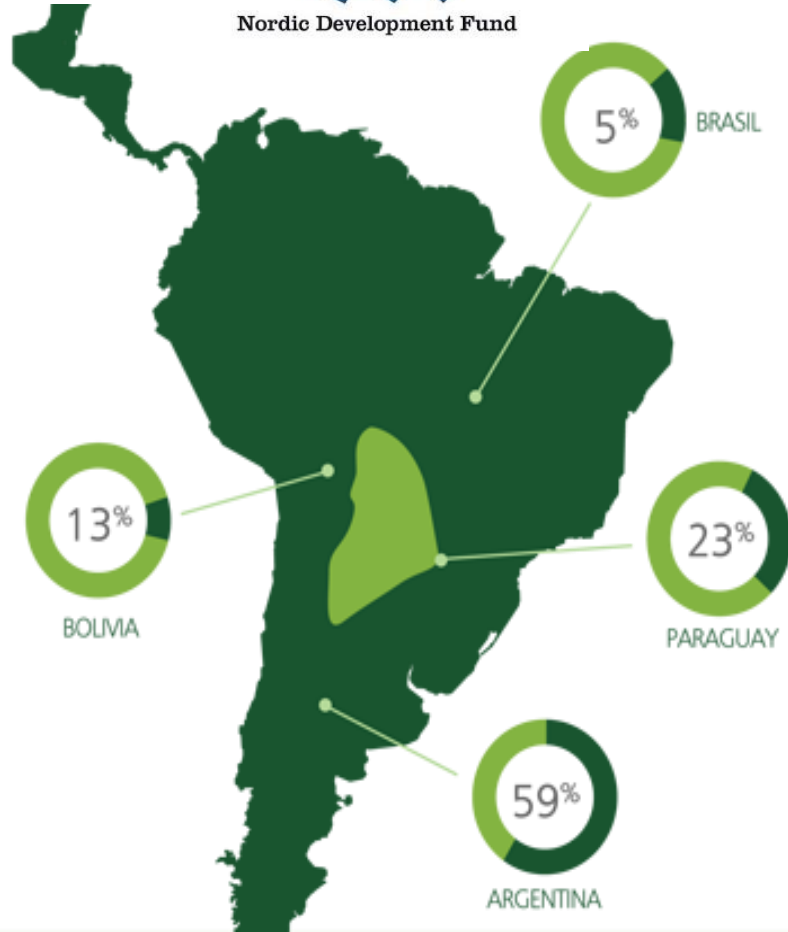 Nordic Development Fund
5%
BRASIL
13%
BOLIVIA
23%
PARAGUAY
59%
ARGENTINA